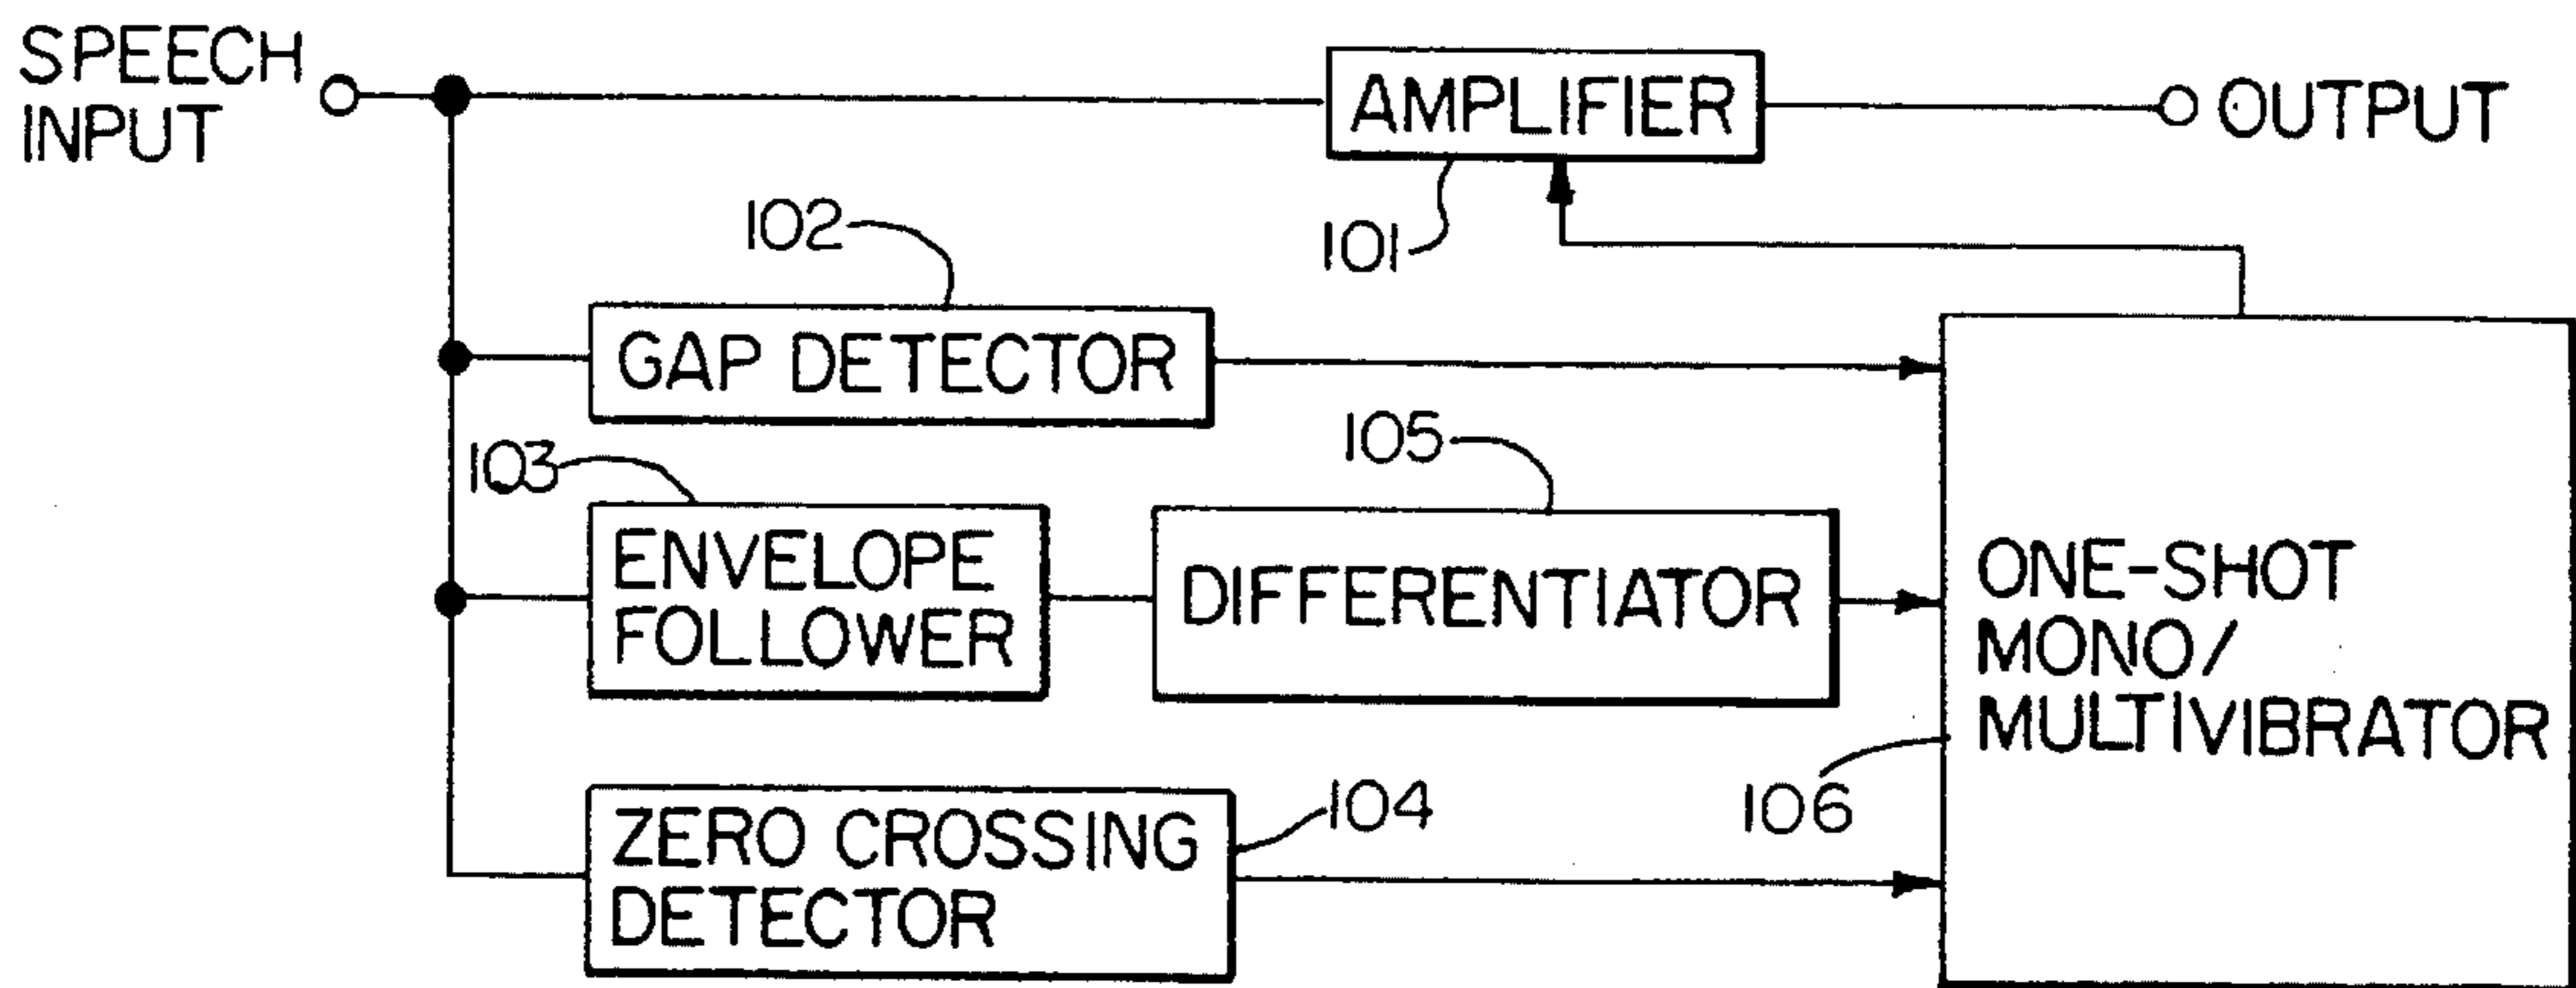 SPEECH
INPUT
AMPLIFIER
OUTPUT
101
102
GAP DETECTOR
103
105
ENVELOPE
FOLLOWER
DIFFERENTIATOR
ONE-SHOT
MONO/
MULTIVIBRATOR
106
104
ZERO CROSSING
DETECTOR